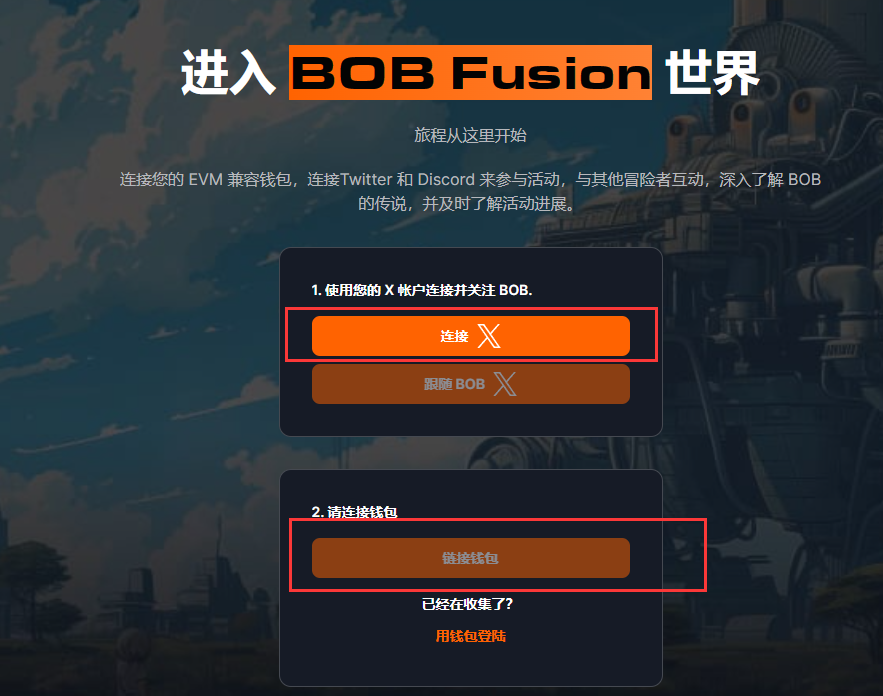 进入 BOB Fusion 世界
旅程从这里开始
连接您的 EVM 兼容钱包，连接Twitter 和 Discord 来参与活动，与其他冒险者互动，深入了解 BOB
的传说，并及时了解活动进展。
1. 使用您的 X 帐户连接并关注 BOB.
连接 X
跟随 BOB X
2. 请连接钱包
链接钱包
已经在收集了?
用钱包登陆